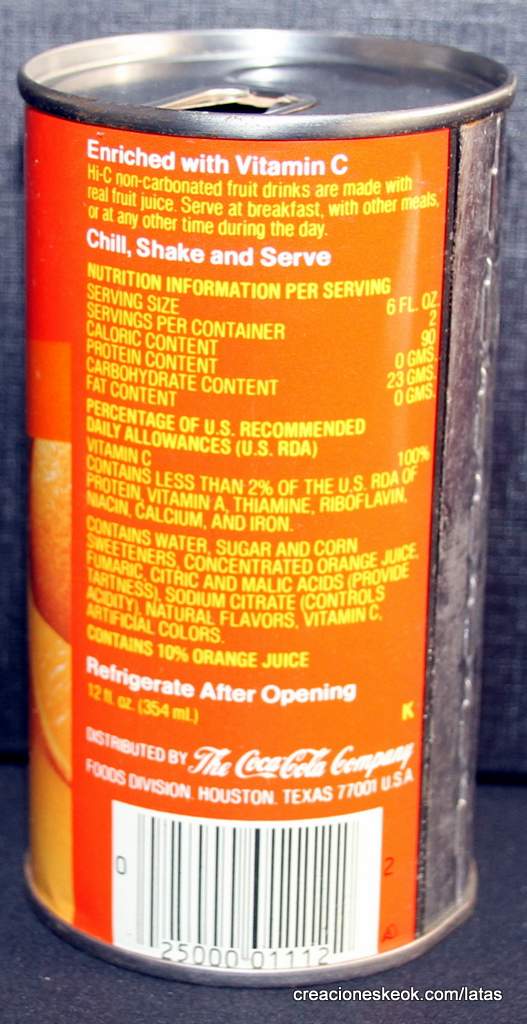 Enriched with Vitamin C
Hi-C non-carbonated fruit drinks are made with
real fruit juice. Serve at breakfast, with other meals,
or at any other time during the day.
Chill, Shake and Serve
NUTRITION INFORMATION PER SERVING
SERVING SIZE 6 FL. OZ.
SERVINGS PER CONTAINER 2
CALORIC CONTENT 90
PROTEIN CONTENT 0 GMS.
CARBOHYDRATE CONTENT 23 GMS.
FAT CONTENT 0 GMS.
PERCENTAGE OF U.S. RECOMMENDED
DAILY ALLOWANCES (U.S. RDA)
VITAMIN C 100%
CONTAINS LESS THAN 2% OF THE U.S. RDA OF
PROTEIN, VITAMIN A, THIAMINE, RIBOFLAVIN,
NIACIN, CALCIUM, AND IRON.
CONTAINS WATER, SUGAR AND CORN
SWEETENERS, CONCENTRATED ORANGE JUICE,
FUMARIC, CITRIC AND MALIC ACIDS (PROVIDE
TARTNESS), SODIUM CITRATE (CONTROLS
ACIDITY), NATURAL FLAVORS, VITAMIN C,
ARTIFICIAL COLORS.
CONTAINS 10% ORANGE JUICE
Refrigerate After Opening
12 fl. oz. (354 ml.)
K
DISTRIBUTED BY The Coca-Cola Company
FOODS DIVISION, HOUSTON, TEXAS 77001 U.S.A
0 2
25000 01112
creacioneskeok.com/latas